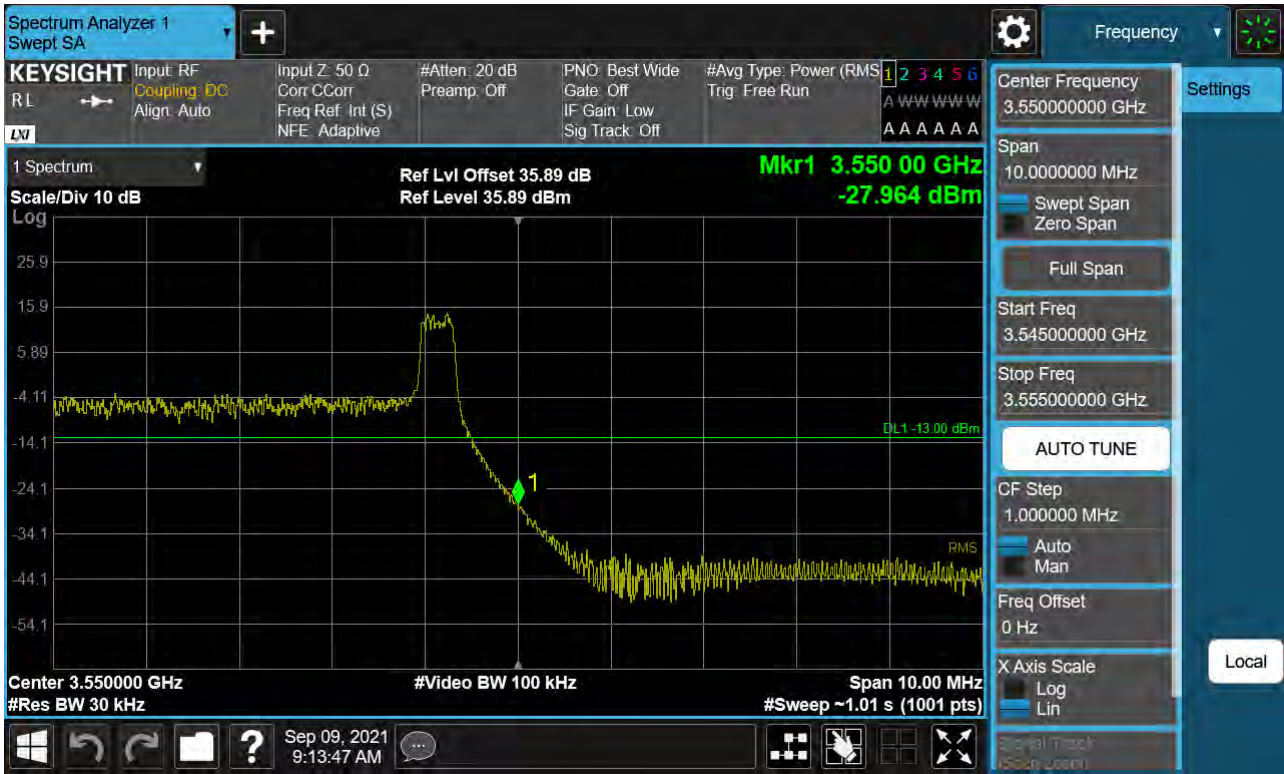 Spectrum Analyzer 1
Swept SA
Frequency
KEYSIGHT
RL
LXI
Input: RF
Coupling: DC
Align: Auto
Input Z: 50 Ω
Corr CCorr
Freq Ref: Int (S)
NFE: Adaptive
#Atten: 20 dB
Preamp: Off
PNO: Best Wide
Gate: Off
IF Gain: Low
Sig Track: Off
#Avg Type: Power (RMS
Trig: Free Run
1 2 3 4 5 6
A W W W W W
A A A A A A
1 Spectrum
Scale/Div 10 dB
Log
Ref Lvl Offset 35.89 dB
Ref Level 35.89 dBm
Mkr1 3.550 00 GHz
-27.964 dBm
25.9
15.9
5.89
-4.11
-14.1
-24.1
-34.1
-44.1
-54.1
DL1 -13.00 dBm
1
RMS
Center 3.550000 GHz
#Res BW 30 kHz
#Video BW 100 kHz
Span 10.00 MHz
#Sweep ~1.01 s (1001 pts)
Center Frequency
3.550000000 GHz
Span
10.0000000 MHz
Swept Span
Zero Span
Full Span
Start Freq
3.545000000 GHz
Stop Freq
3.555000000 GHz
AUTO TUNE
CF Step
1.000000 MHz
Auto
Man
Freq Offset
0 Hz
X Axis Scale
Log
Lin
Signal Track
(Span Zoom)
Settings
Local
?
Sep 09, 2021
9:13:47 AM